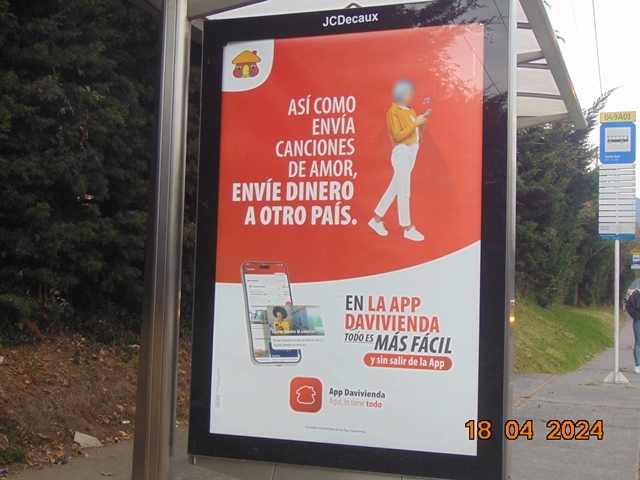 JCDecaux
ASÍ COMO
ENVÍA
CANCIONES
DE AMOR,
ENVÍE DINERO
A OTRO PAÍS.
EN LA APP
DAVIVIENDA
TODO ES MÁS FÁCIL
y sin salir de la App
App Davivienda
Aquí, lo tiene todo
049A01
18 04 2024